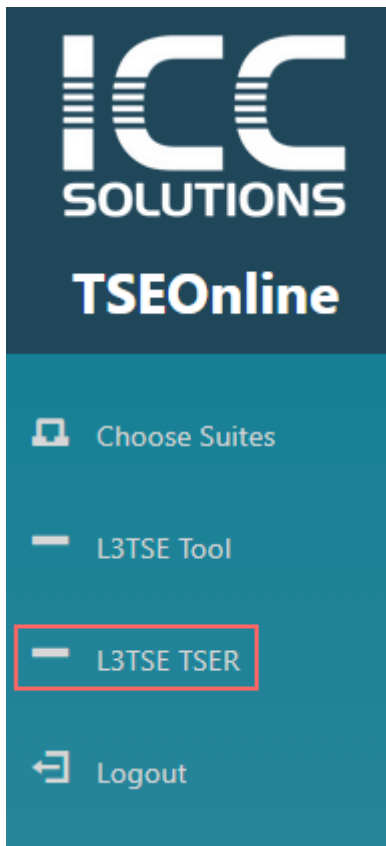 ICC
SOLUTIONS
TSEOnline
Choose Suites
L3TSE Tool
L3TSE TSER
Logout